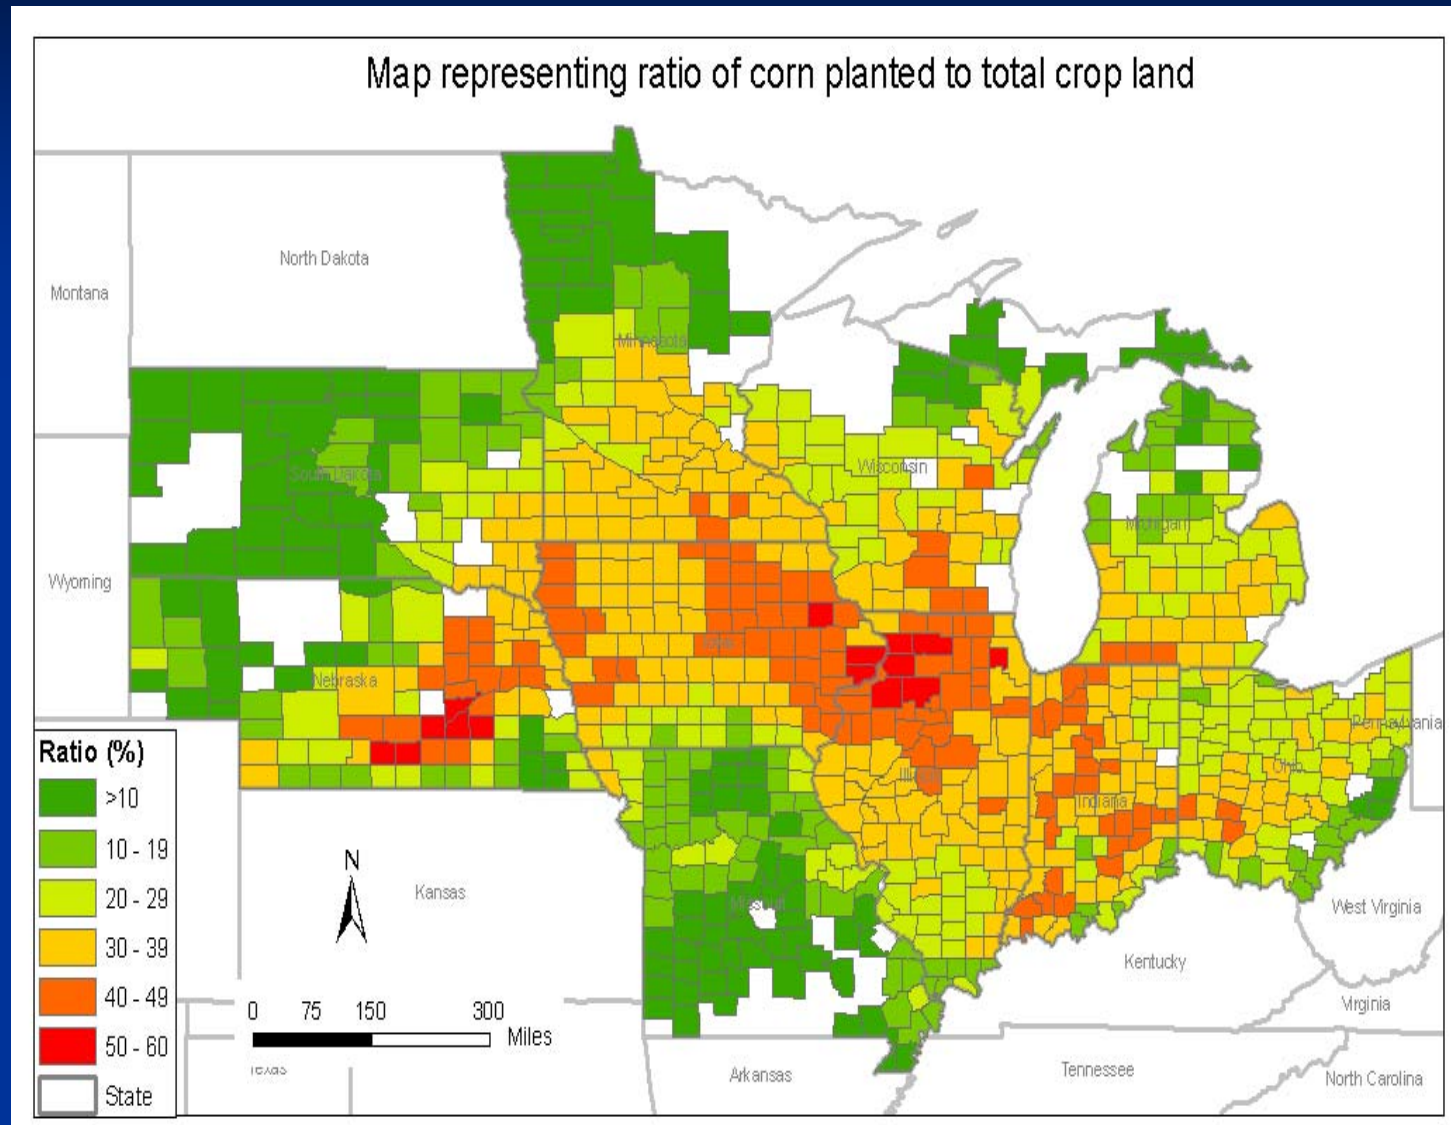 Map representing ratio of corn planted to total crop land
North Dakota
Montana
Minnesota
Wisconsin
South Dakota
Michigan
Wyoming
Iowa
Nebraska
Pennsylvania
Ohio
Illinois
Indiana
Kansas
Missouri
West Virginia
Kentucky
Virginia
Texas
Arkansas
Tennessee
North Carolina
Ratio (%)
>10
10 - 19
20 - 29
30 - 39
40 - 49
50 - 60
State
N
0 75 150 300
Miles